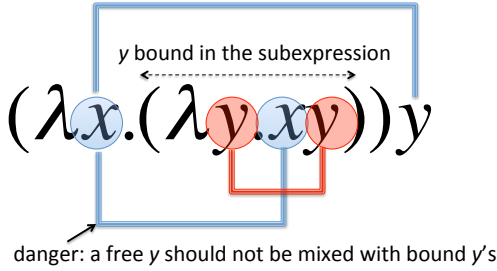 y bound in the subexpression
(λx.(λy.xy))y
danger: a free y should not be mixed with bound y's